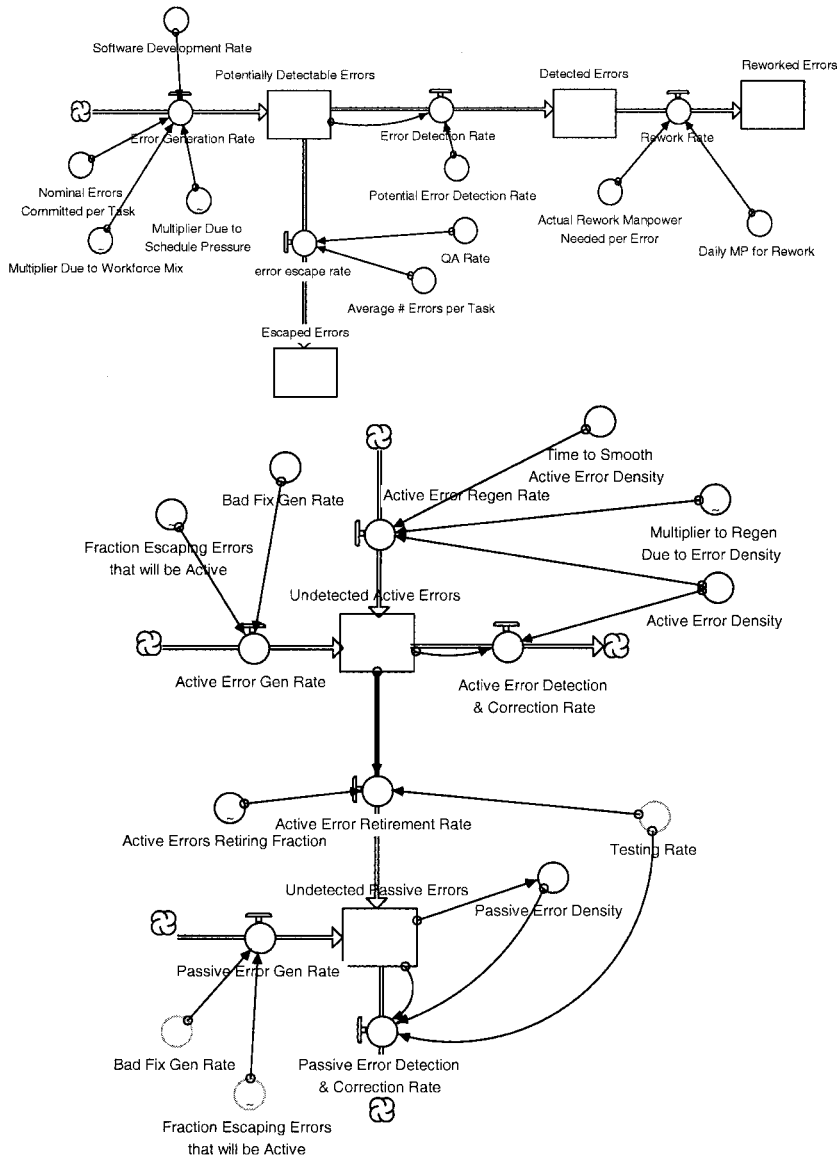 Software Development Rate
Potentially Detectable Errors
Detected Errors
Reworked Errors
Error Generation Rate
Error Detection Rate
Rework Rate
Nominal Errors
Committed per Task
Multiplier Due to
Schedule Pressure
Multiplier Due to Workforce Mix
Potential Error Detection Rate
Actual Rework Manpower
Needed per Error
Daily MP for Rework
QA Rate
error escape rate
Average # Errors per Task
Escaped Errors
Time to Smooth
Active Error Density
Bad Fix Gen Rate
Active Error Regen Rate
Fraction Escaping Errors
that will be Active
Multiplier to Regen
Due to Error Density
Undetected Active Errors
Active Error Density
Active Error Gen Rate
Active Error Detection
& Correction Rate
Active Error Retirement Rate
Active Errors Retiring Fraction
Testing Rate
Undetected Passive Errors
Passive Error Density
Passive Error Gen Rate
Bad Fix Gen Rate
Passive Error Detection
& Correction Rate
Fraction Escaping Errors
that will be Active